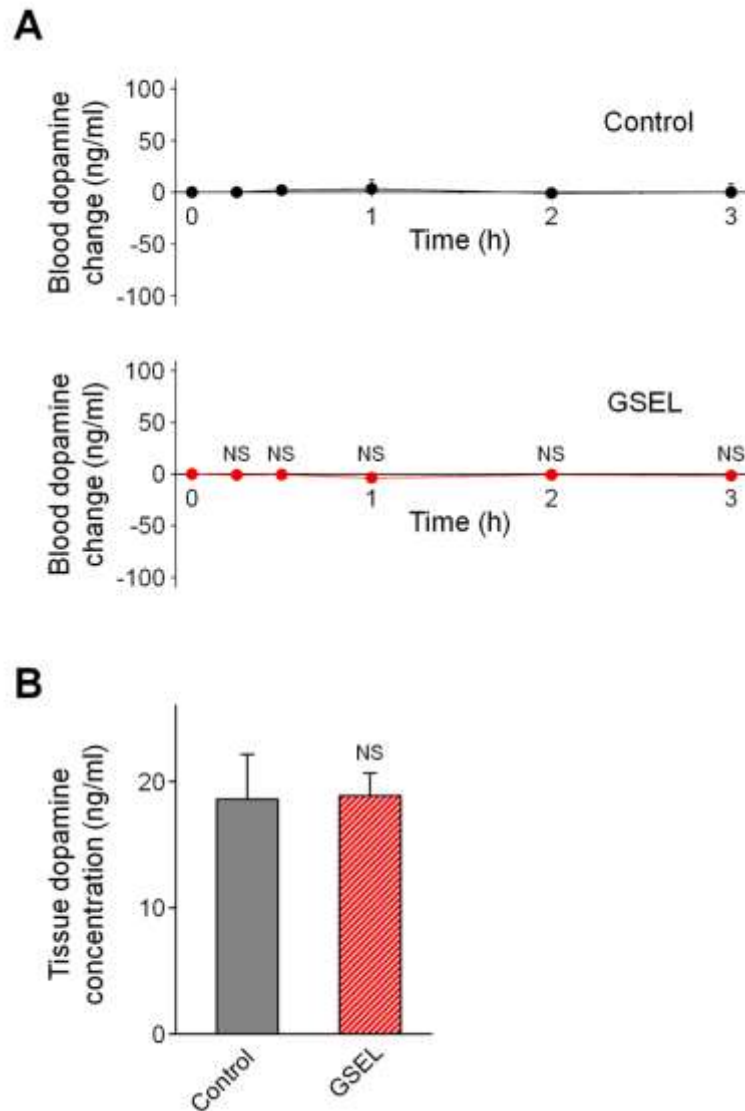 A
Blood dopamine
change (ng/ml)
100
50
0
-50
-100
Control
0 1 2 3
Time (h)
Blood dopamine
change (ng/ml)
100
50
0
-50
-100
GSEL
NS NS NS NS NS
0 1 2 3
Time (h)
B
Tissue dopamine
concentration (ng/ml)
20
10
0
NS
Control
GSEL